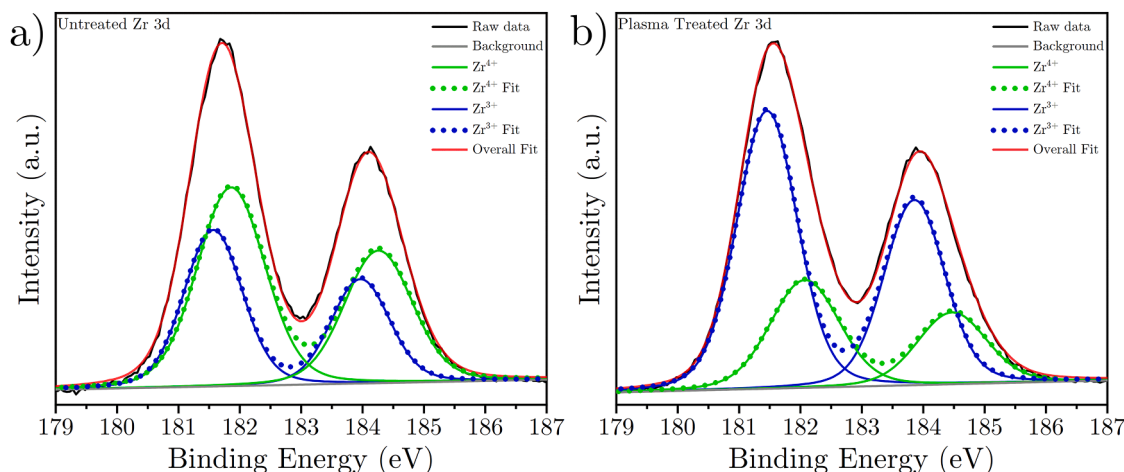 a)
Untreated Zr 3d
Raw data
Background
Zr⁴⁺
Zr⁴⁺ Fit
Zr³⁺
Zr³⁺ Fit
Overall Fit
Intensity (a.u.)
179 180 181 182 183 184 185 186 187
Binding Energy (eV)
b)
Plasma Treated Zr 3d
Raw data
Background
Zr⁴⁺
Zr⁴⁺ Fit
Zr³⁺
Zr³⁺ Fit
Overall Fit
Intensity (a.u.)
179 180 181 182 183 184 185 186 187
Binding Energy (eV)